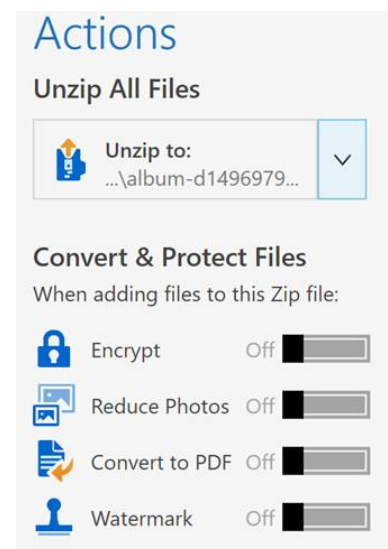 Actions
Unzip All Files
Unzip to:
...\album-d1496979...
Convert & Protect Files
When adding files to this Zip file:
Encrypt Off
Reduce Photos Off
Convert to PDF Off
Watermark Off